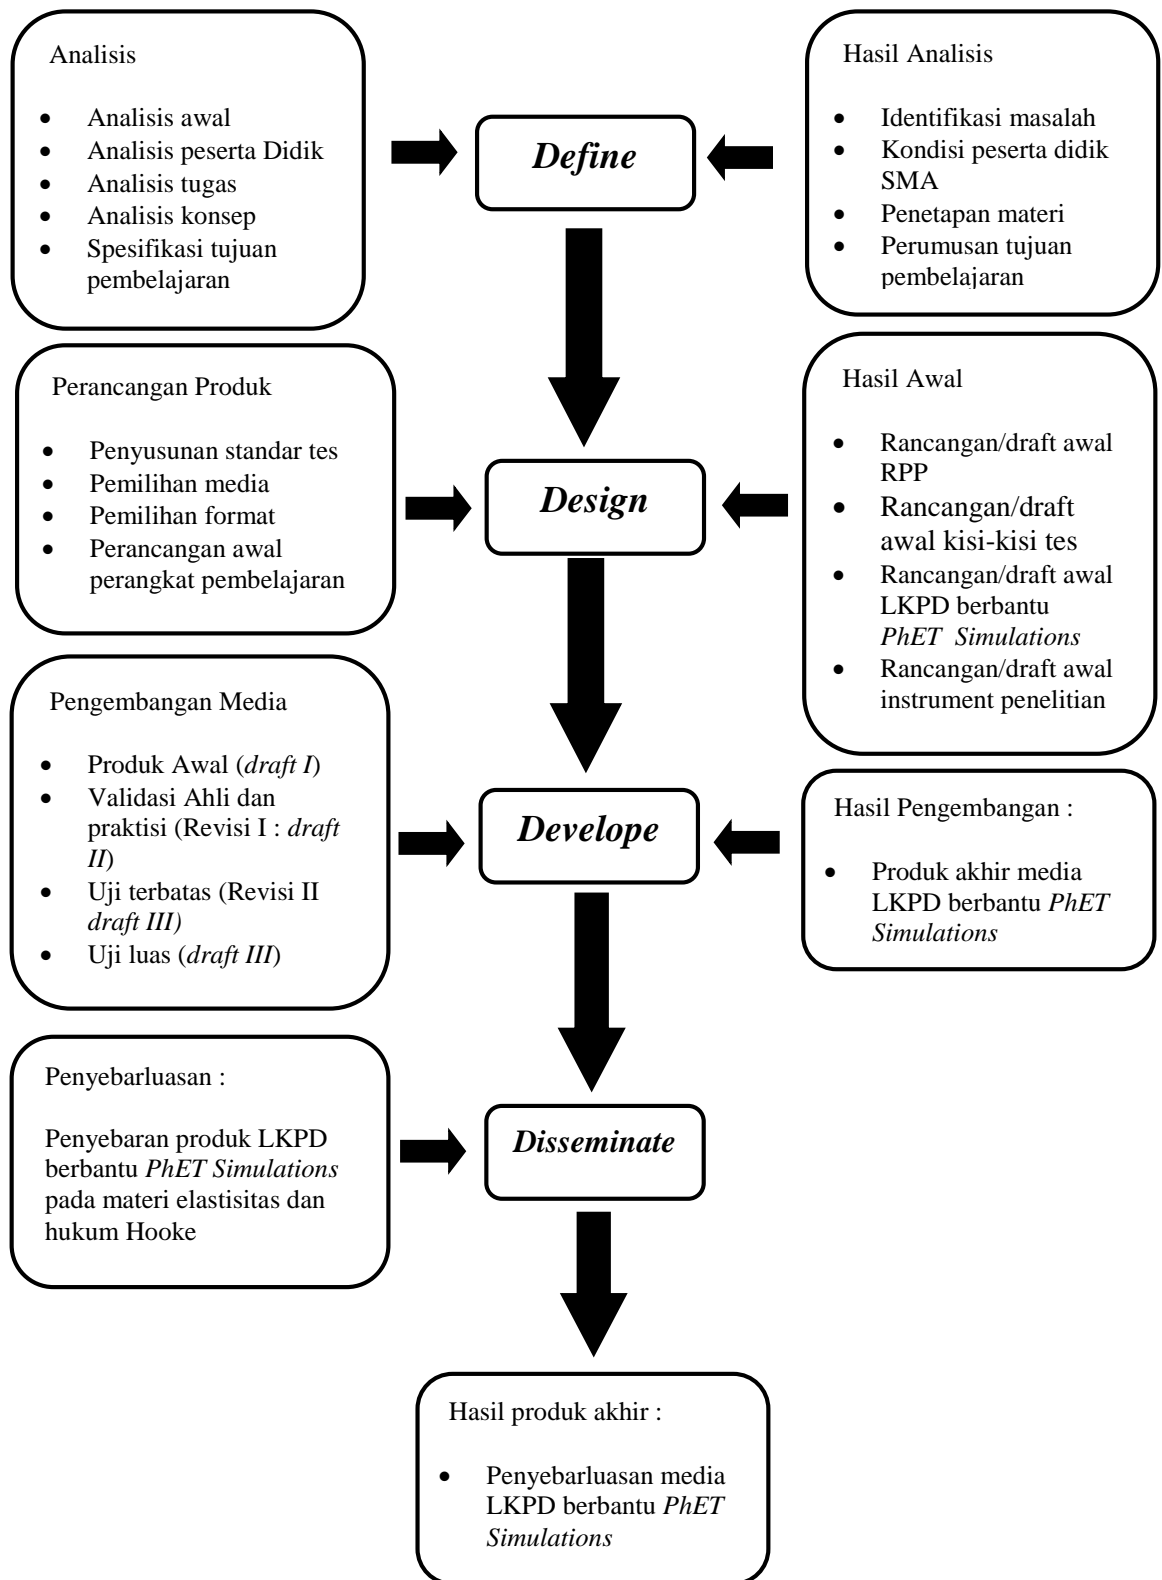 Analisis
• Analisis awal
• Analisis peserta Didik
• Analisis tugas
• Analisis konsep
• Spesifikasi tujuan
pembelajaran
Define
Hasil Analisis
• Identifikasi masalah
• Kondisi peserta didik
SMA
• Penetapan materi
• Perumusan tujuan
pembelajaran
Perancangan Produk
• Penyusunan standar tes
• Pemilihan media
• Pemilihan format
• Perancangan awal
perangkat pembelajaran
Design
Hasil Awal
• Rancangan/draft awal
RPP
• Rancangan/draft
awal kisi-kisi tes
• Rancangan/draft awal
LKPD berbantu
PhET Simulations
• Rancangan/draft awal
instrument penelitian
Pengembangan Media
• Produk Awal (draft I)
• Validasi Ahli dan
praktisi (Revisi I : draft
II)
• Uji terbatas (Revisi II
draft III)
• Uji luas (draft III)
Develope
Hasil Pengembangan :
• Produk akhir media
LKPD berbantu PhET
Simulations
Penyebarluasan :
Penyebaran produk LKPD
berbantu PhET Simulations
pada materi elastisitas dan
hukum Hooke
Disseminate
Hasil produk akhir :
• Penyebarluasan media
LKPD berbantu PhET
Simulations